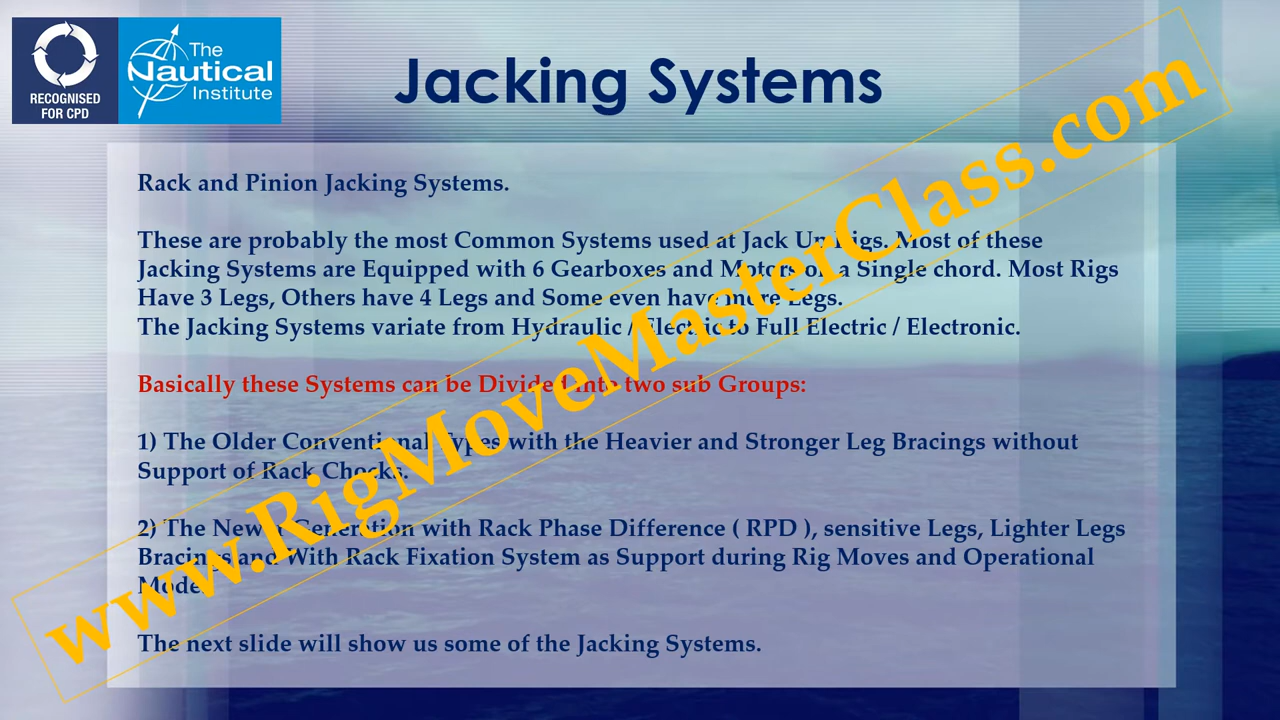 RECOGNISED
FOR CPD
The
Nautical
Institute
Jacking Systems
Rack and Pinion Jacking Systems.
These are probably the most Common Systems used at Jack Up Rigs. Most of these
Jacking Systems are Equipped with 6 Gearboxes and Motors on a Single chord. Most Rigs
Have 3 Legs, Others have 4 Legs and Some even have more Legs.
The Jacking Systems variate from Hydraulic / Electric to Full Electric / Electronic.
Basically these Systems can be Divided into two sub Groups:
1) The Older Conventional Types with the Heavier and Stronger Leg Bracings without
Support of Rack Chocks.
2) The Newer Generation with Rack Phase Difference ( RPD ), sensitive Legs, Lighter Legs
Bracings and With Rack Fixation System as Support during Rig Moves and Operational
Mode.
The next slide will show us some of the Jacking Systems.
www.RigMoveMasterClass.com